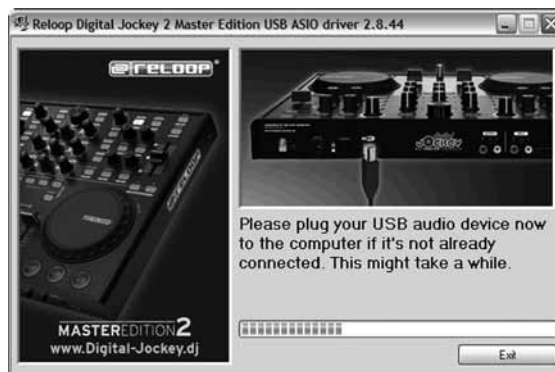 Reloop Digital Jockey 2 Master Edition USB ASIO driver 2.8.44
RELOOP®
MASTEREDITION2
www.Digital-Jockey.dj
JOCKEY
Please plug your USB audio device now
to the computer if it's not already
connected. This might take a while.
Exit